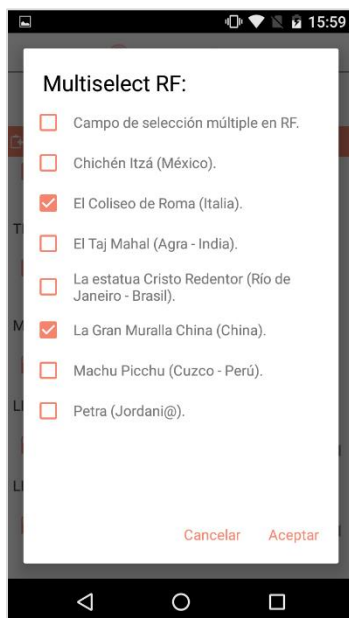 15:59
Multiselect RF:
Campo de selección múltiple en RF.
Chichén Itzá (México).
El Coliseo de Roma (Italia).
El Taj Mahal (Agra - India).
La estatua Cristo Redentor (Río de
Janeiro - Brasil).
La Gran Muralla China (China).
Machu Picchu (Cuzco - Perú).
Petra (Jordani@).
Cancelar Aceptar